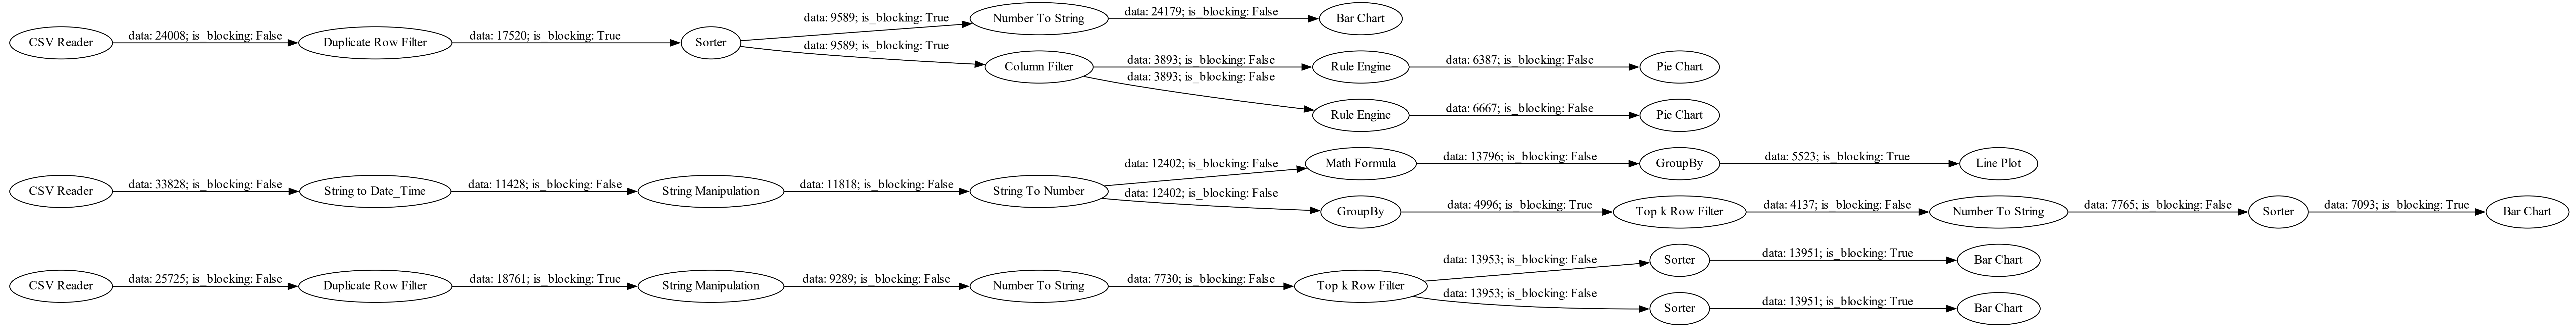 data: 9589; is_blocking: True
Number To String
data: 24179; is_blocking: False
Bar Chart
CSV Reader
data: 24008; is_blocking: False
Duplicate Row Filter
data: 17520; is_blocking: True
Sorter
data: 9589; is_blocking: True
Column Filter
data: 3893; is_blocking: False
Rule Engine
data: 6387; is_blocking: False
Pie Chart
data: 3893; is_blocking: False
Rule Engine
data: 6667; is_blocking: False
Pie Chart
CSV Reader
data: 33828; is_blocking: False
String to Date_Time
data: 11428; is_blocking: False
String Manipulation
data: 11818; is_blocking: False
String To Number
data: 12402; is_blocking: False
Math Formula
data: 13796; is_blocking: False
GroupBy
data: 5523; is_blocking: True
Line Plot
data: 12402; is_blocking: False
GroupBy
data: 4996; is_blocking: True
Top k Row Filter
data: 4137; is_blocking: False
Number To String
data: 7765; is_blocking: False
Sorter
data: 7093; is_blocking: True
Bar Chart
CSV Reader
data: 25725; is_blocking: False
Duplicate Row Filter
data: 18761; is_blocking: True
String Manipulation
data: 9289; is_blocking: False
Number To String
data: 7730; is_blocking: False
Top k Row Filter
data: 13953; is_blocking: False
Sorter
data: 13951; is_blocking: True
Bar Chart
data: 13953; is_blocking: False
Sorter
data: 13951; is_blocking: True
Bar Chart